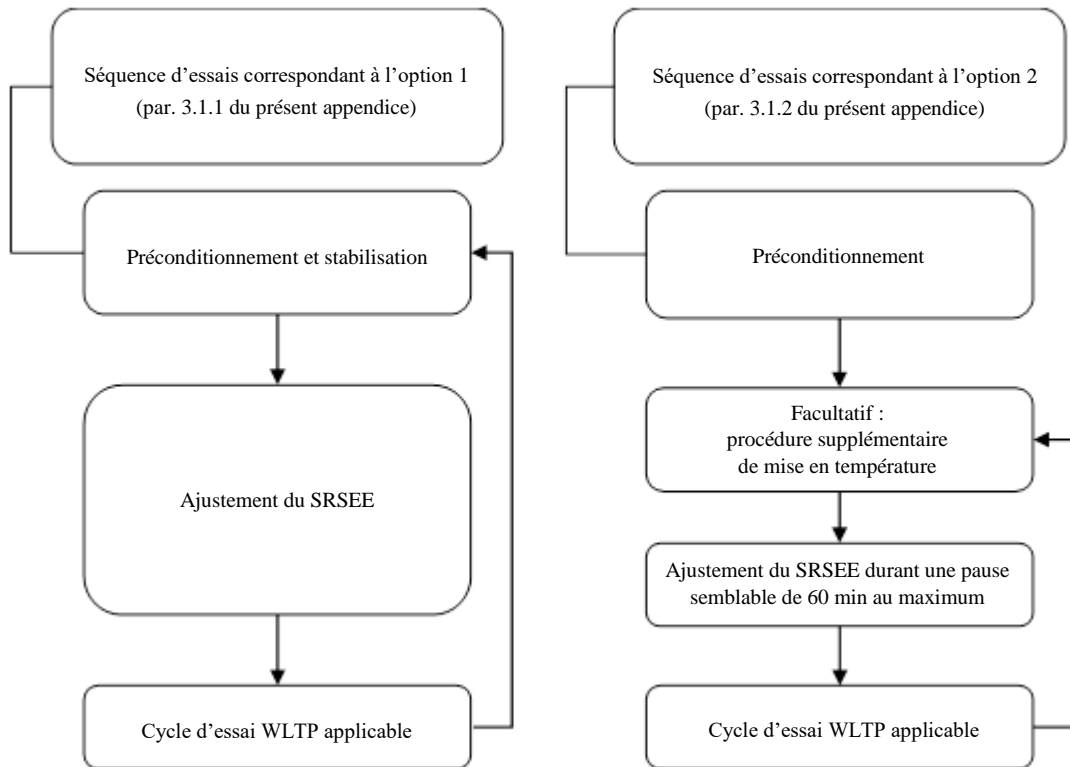 Séquence d’essais correspondant à l’option 1
(par. 3.1.1 du présent appendice)
Préconditionnement et stabilisation
Ajustement du SRSEE
Cycle d’essai WLTP applicable
Séquence d’essais correspondant à l’option 2
(par. 3.1.2 du présent appendice)
Préconditionnement
Facultatif :
procédure supplémentaire
de mise en température
Ajustement du SRSEE durant une pause
semblable de 60 min au maximum
Cycle d’essai WLTP applicable